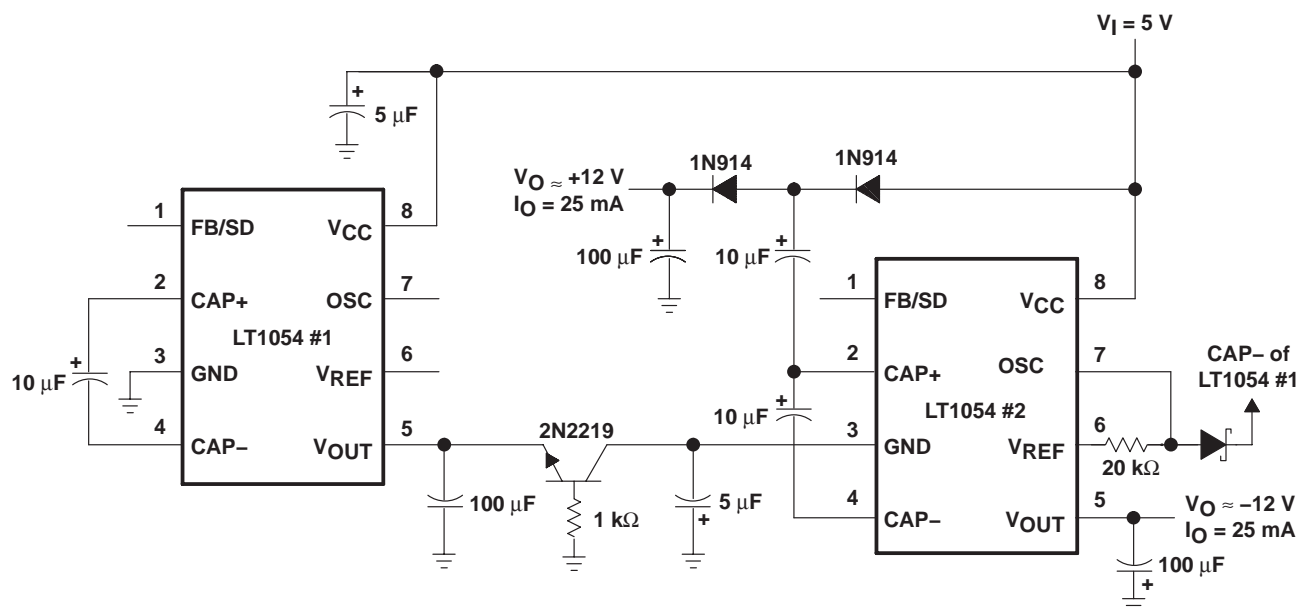 V_I = 5 V
+
5 μF
1N914
1N914
V_O ≈ +12 V
I_O = 25 mA
+
100 μF
+
10 μF
1
FB/SD
V_CC
8
2
CAP+
OSC
7
LT1054 #1
+
10 μF
3
GND
V_REF
6
4
CAP−
V_OUT
5
+
100 μF
2N2219
1 kΩ
5 μF
+
+
10 μF
1
FB/SD
V_CC
8
2
CAP+
OSC
7
LT1054 #2
3
GND
V_REF
6
20 kΩ
4
CAP−
V_OUT
5
CAP− of
LT1054 #1
V_O ≈ −12 V
I_O = 25 mA
100 μF
+